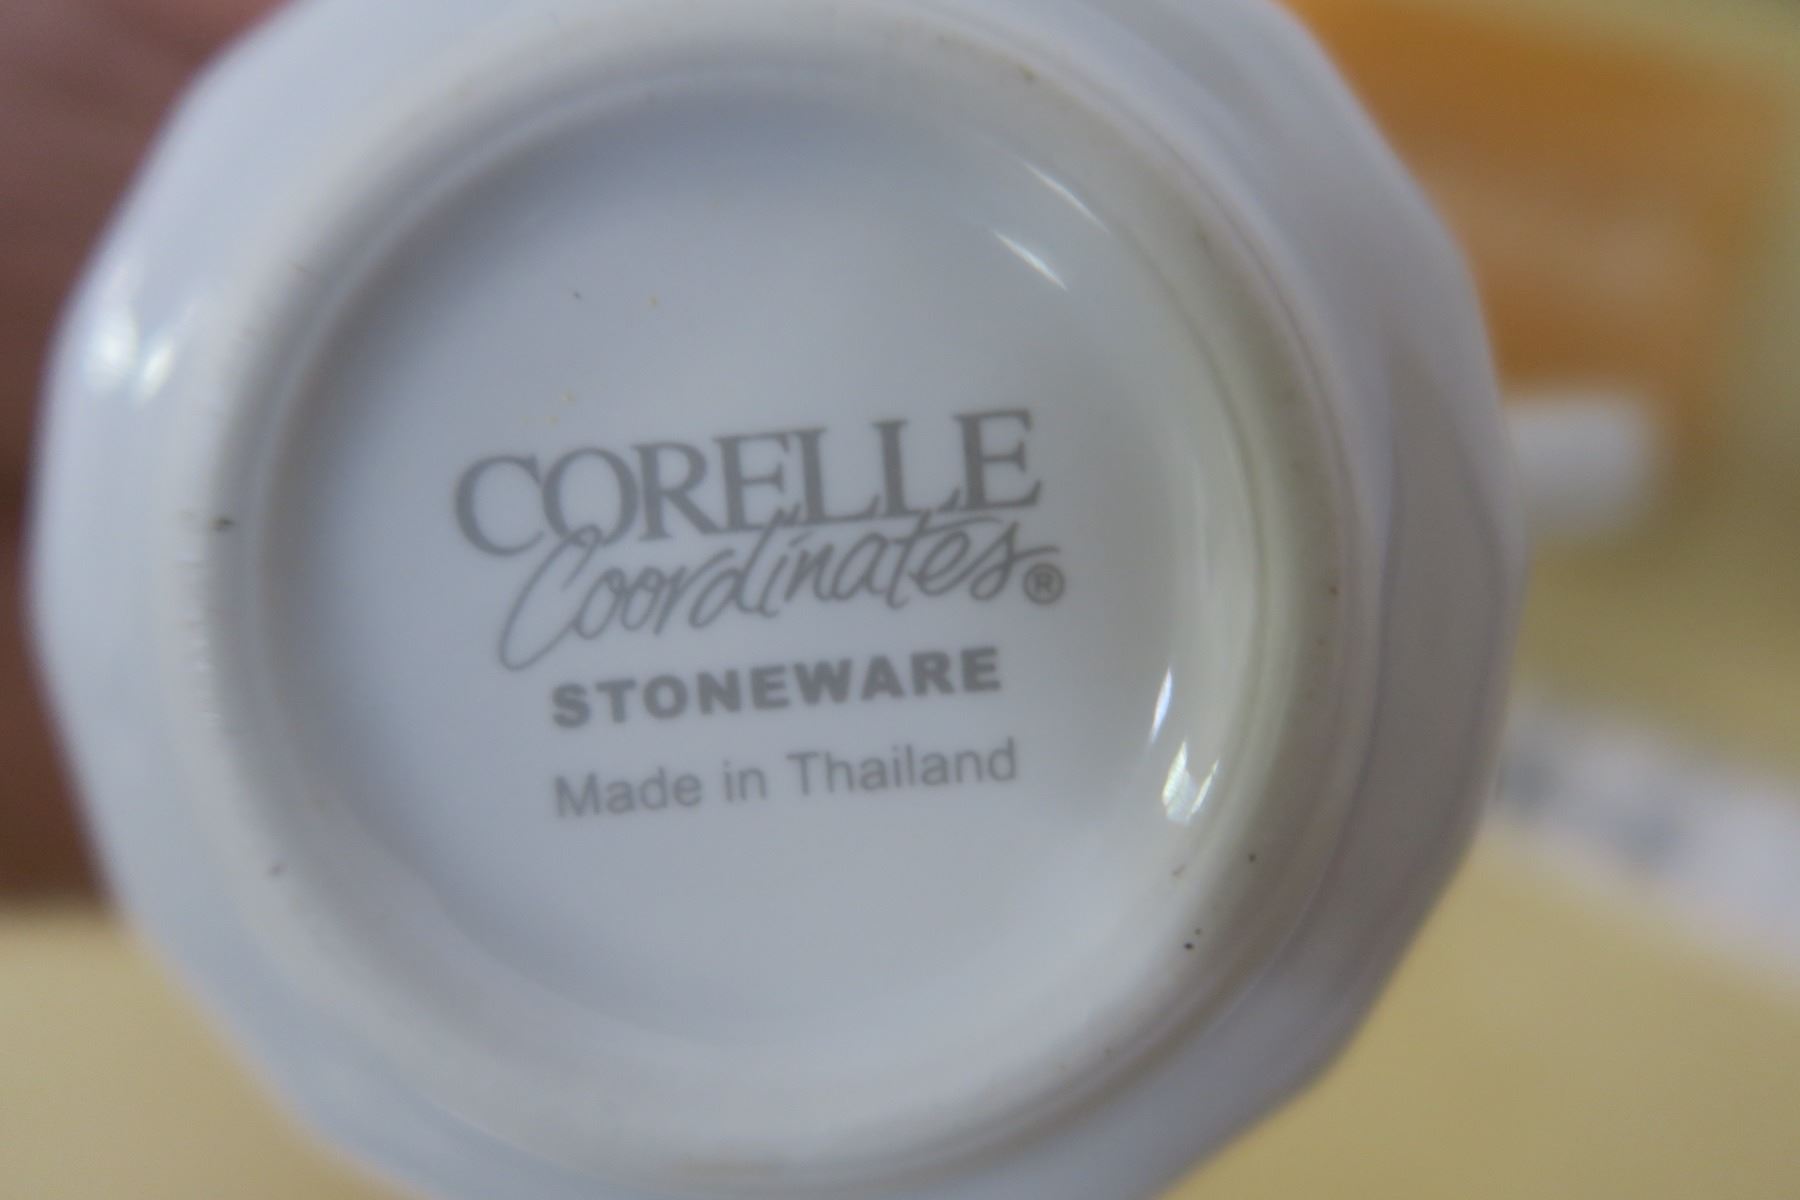 CORELLE
Coordinates®
STONEWARE
Made in Thailand